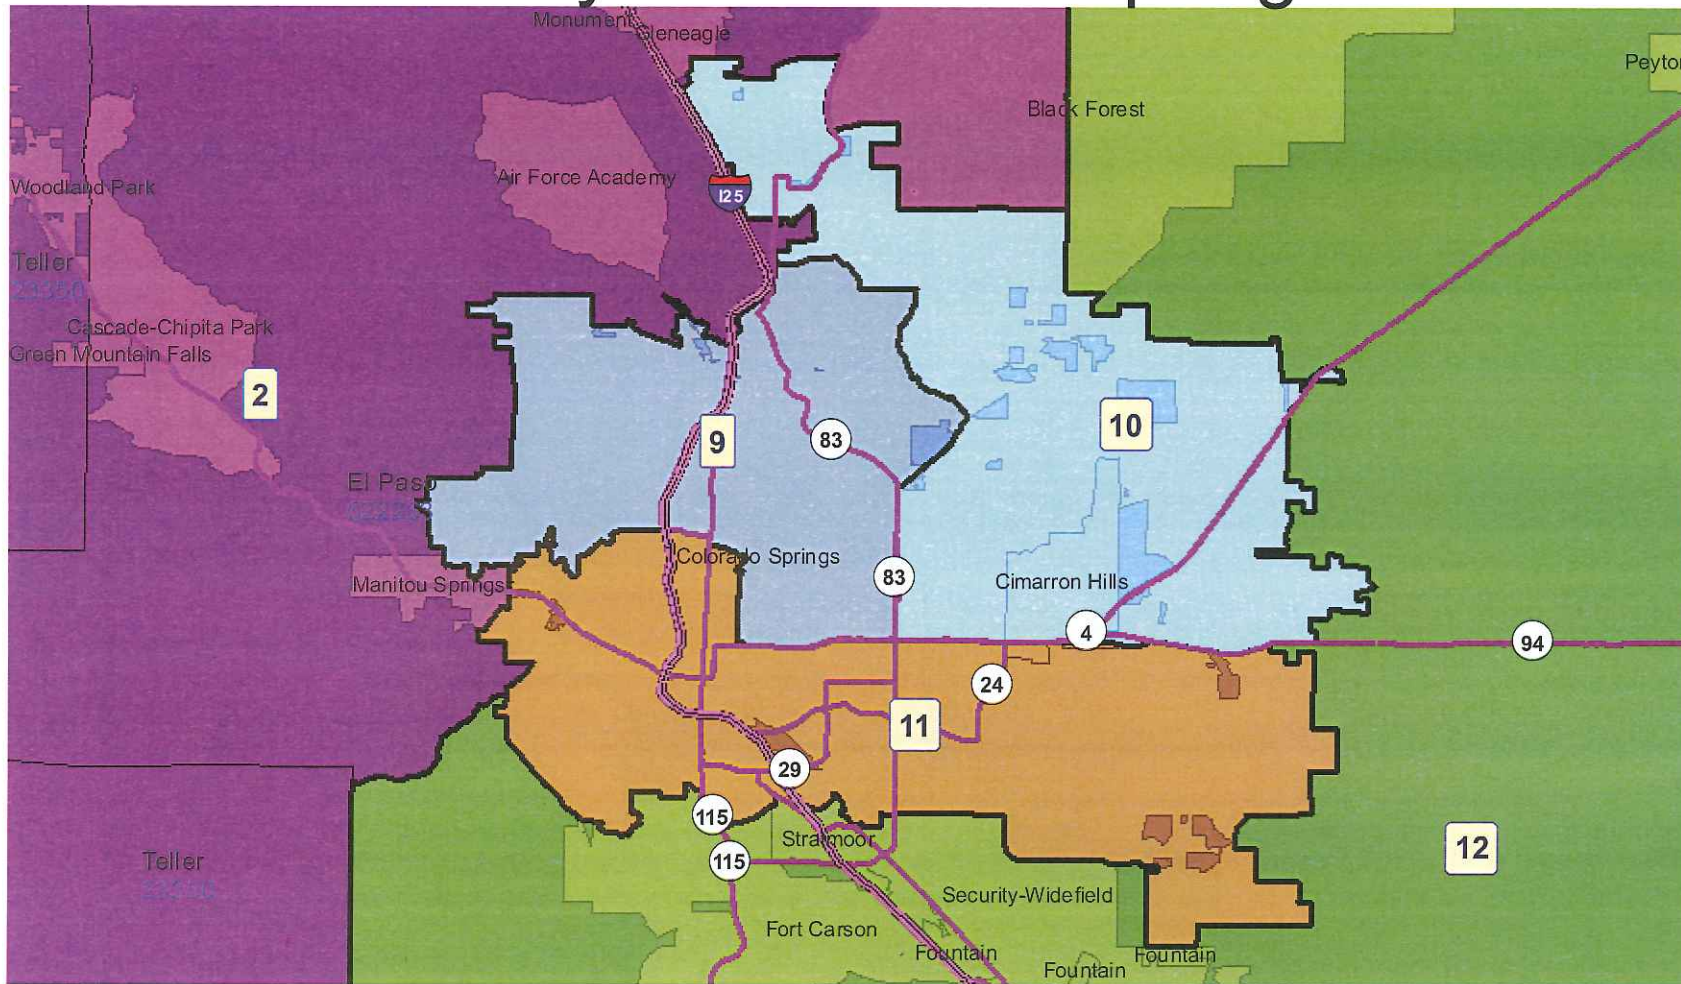 Monument
Gleneagle
Peyton
Black Forest
Air Force Academy
Woodland Park
I25
Teller
Cascade-Chipita Park
Green Mountain Falls
2
9
83
10
El Paso
Colorado Springs
83
Cimarron Hills
Manitou Springs
4
94
24
11
29
115
Stratmoor
12
115
Teller
Security-Widefield
Fort Carson
Fountain
Fountain
Fountain